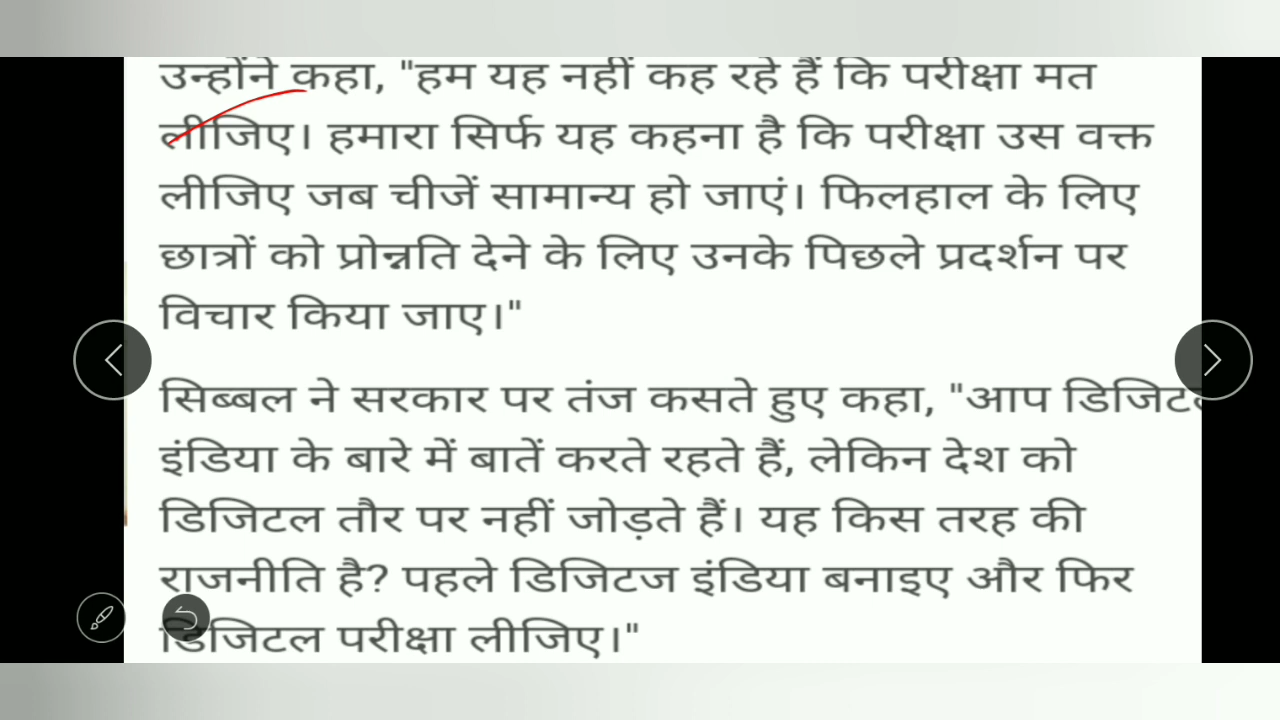 उन्होंने कहा, "हम यह नहीं कह रहे हैं कि परीक्षा मत
लीजिए। हमारा सिर्फ यह कहना है कि परीक्षा उस वक्त
लीजिए जब चीजें सामान्य हो जाएं। फिलहाल के लिए
छात्रों को प्रोन्नति देने के लिए उनके पिछले प्रदर्शन पर
विचार किया जाए।"
सिब्बल ने सरकार पर तंज कसते हुए कहा, "आप डिजिटल
इंडिया के बारे में बातें करते रहते हैं, लेकिन देश को
डिजिटल तौर पर नहीं जोड़ते हैं। यह किस तरह की
राजनीति है? पहले डिजिटज इंडिया बनाइए और फिर
डिजिटल परीक्षा लीजिए।"